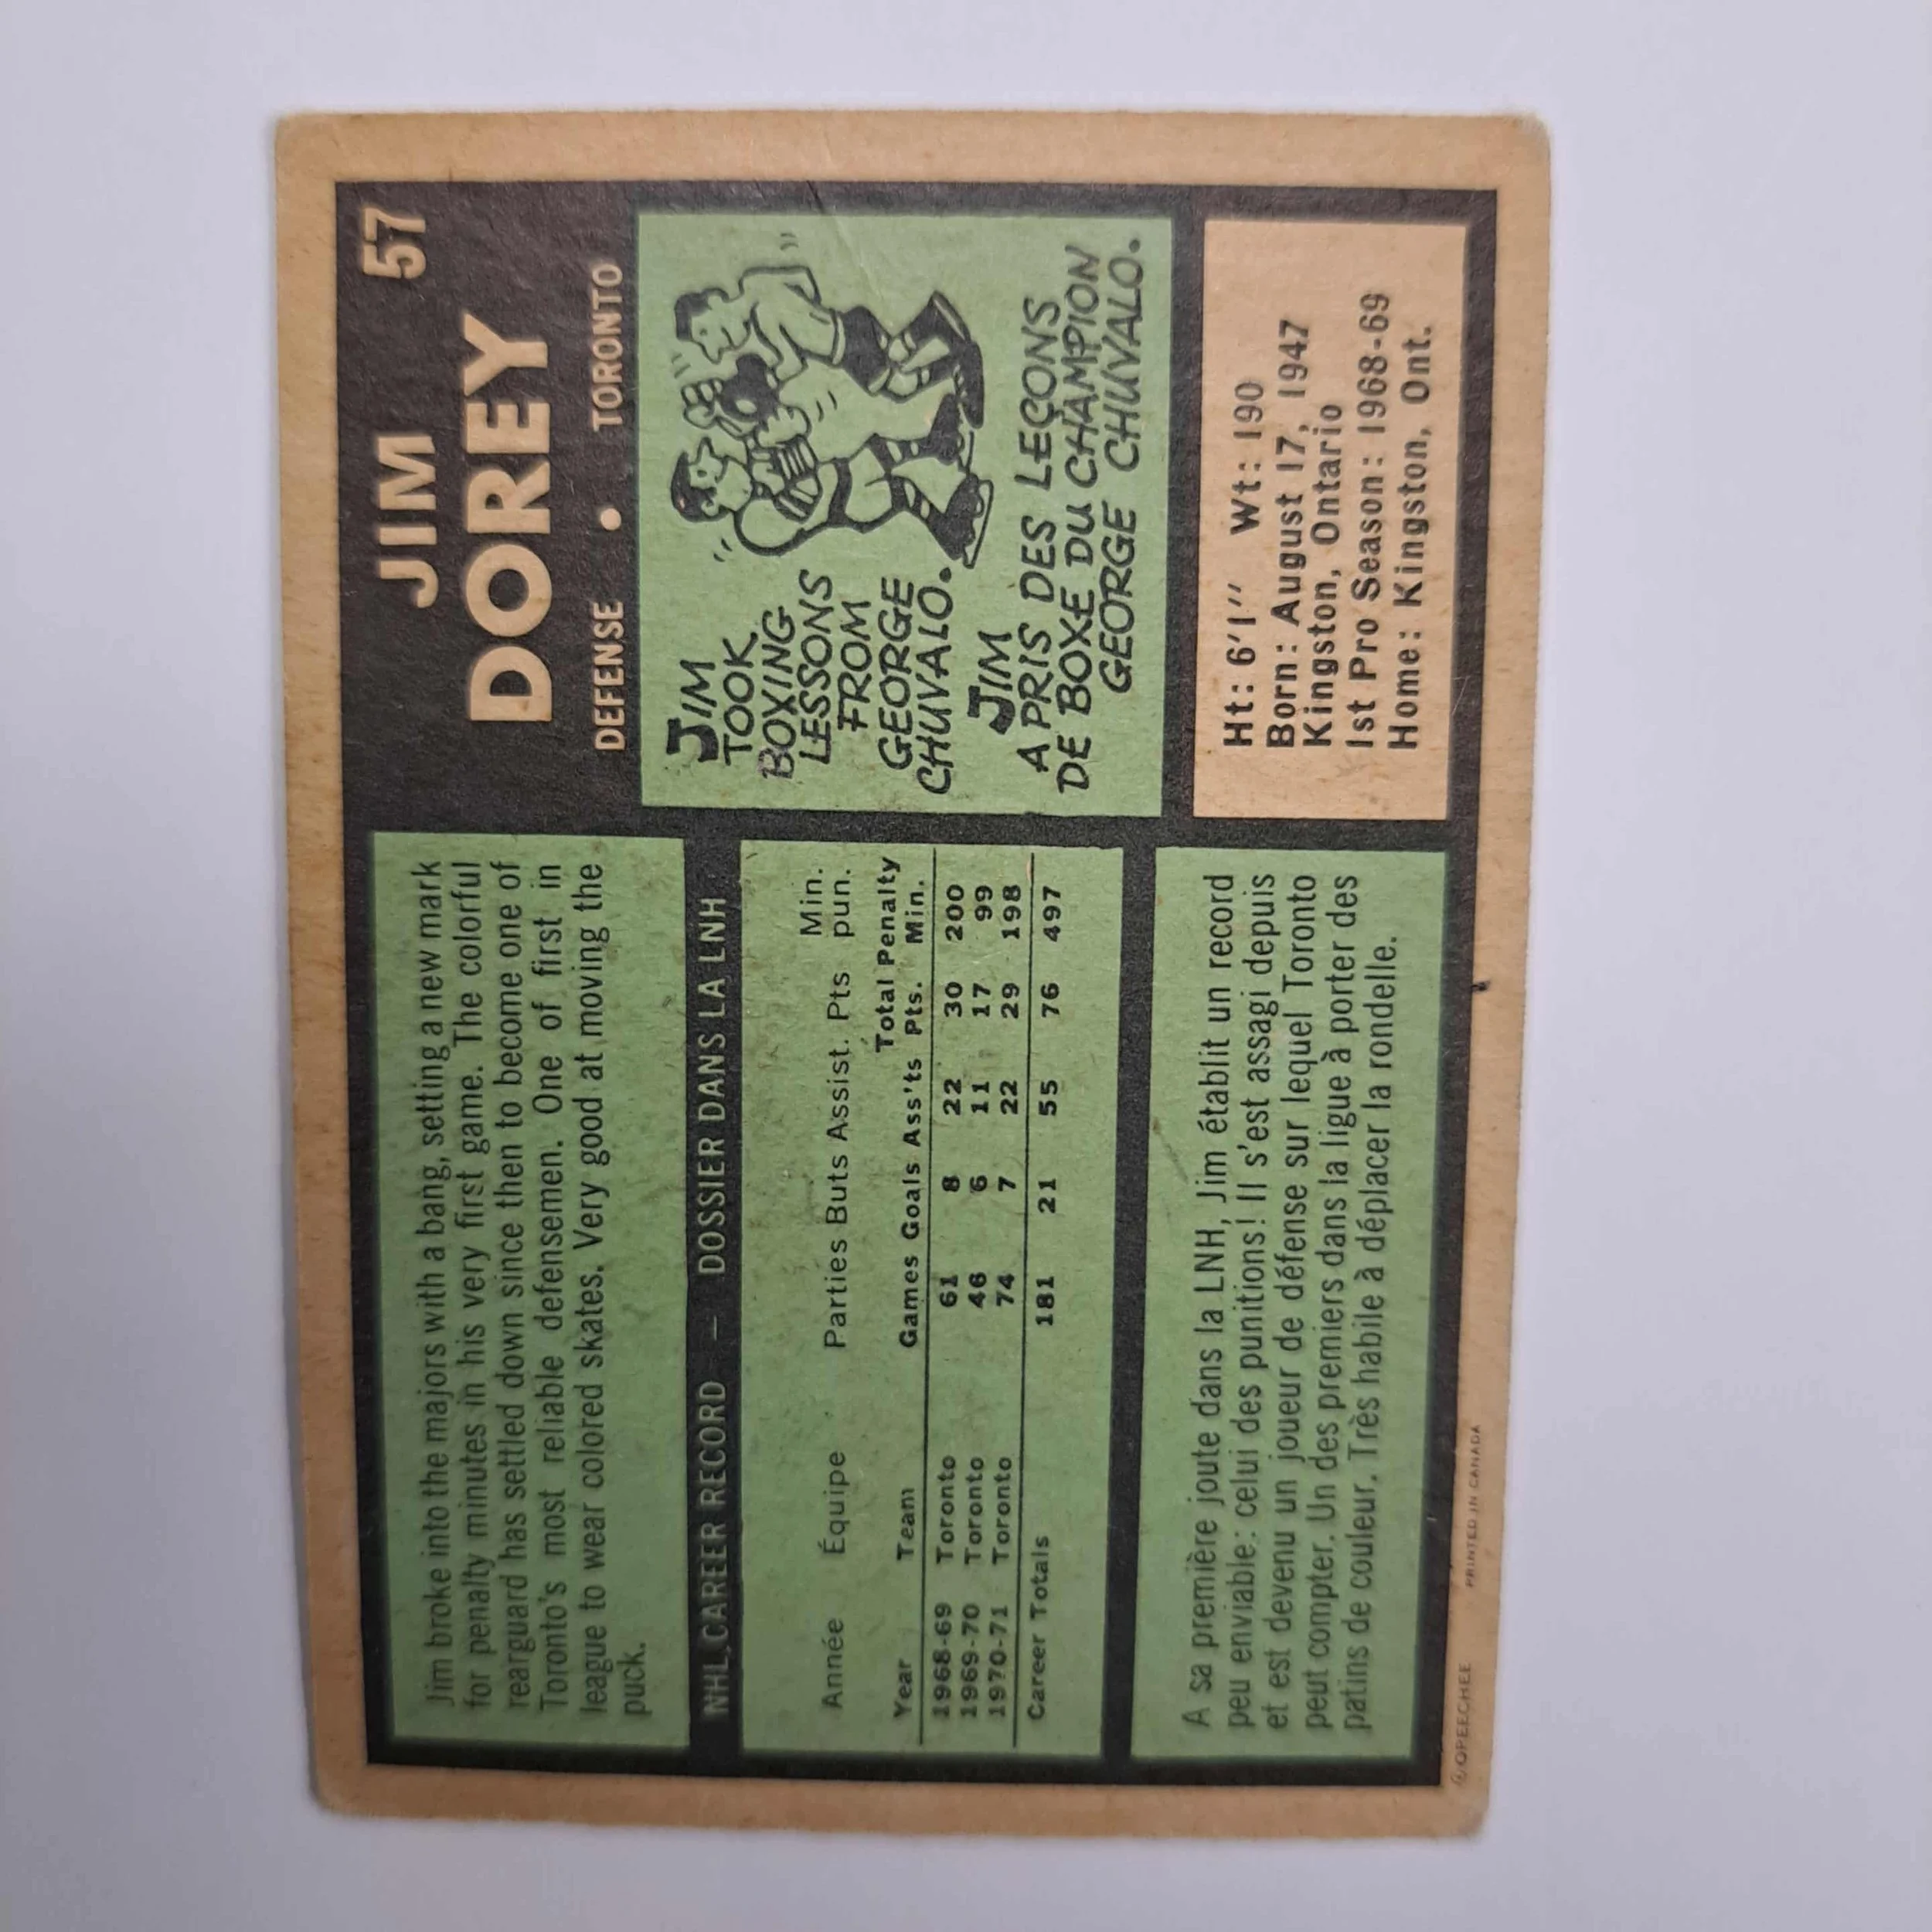 Jim broke into the majors with a bang, setting a new mark
for penalty minutes in his very first game. The colorful
rearguard has settled down since then to become one of
Toronto's most reliable defensemen. One of first in
league to wear colored skates. Very good at moving the
puck.
JIM 57
DOREY
DEFENSE • TORONTO
NHL CAREER RECORD — DOSSIER DANS LA LNH
Min.
Année Équipe Parties Buts Assist. Pts pun.
Total Penalty
Year Team Games Goals Ass'ts Pts. Min.
1968-69 Toronto 61 8 22 30 200
1969-70 Toronto 46 6 11 17 99
1970-71 Toronto 74 7 22 29 198
Career Totals 181 21 55 76 497
JIM
TOOK
BOXING
LESSONS
FROM
GEORGE
CHUVALO.
JIM
A PRIS DES LEÇONS
DE BOXE DU CHAMPION
GEORGE CHUVALO.
A sa première joute dans la LNH, Jim établit un record
peu enviable: celui des punitions! Il s'est assagi depuis
et est devenu un joueur de défense sur lequel Toronto
peut compter. Un des premiers dans la ligue à porter des
patins de couleur. Très habile à déplacer la rondelle.
Ht: 6'1'' Wt: 190
Born: August 17, 1947
Kingston, Ontario
1st Pro Season: 1968-69
Home: Kingston, Ont.
© OPEECHEE PRINTED IN CANADA